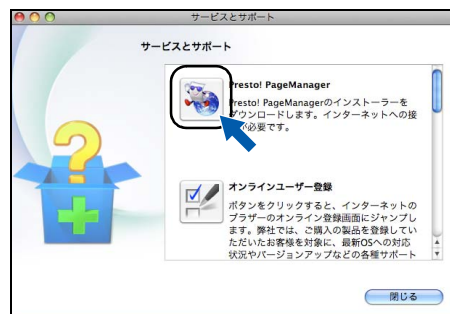 サービスとサポート
サービスとサポート
Presto! PageManager
Presto! PageManagerのインストーラーを
ダウンロードします。インターネットへの接
が必要です。
オンラインユーザー登録
ボタンをクリックすると、インターネットの
ブラザーのオンライン登録画面にジャンプし
ます。弊社では、ご購入の製品を登録してい
ただいたお客様を対象に、最新OSへの対応
状況やバージョンアップなどの各種サポート
閉じる